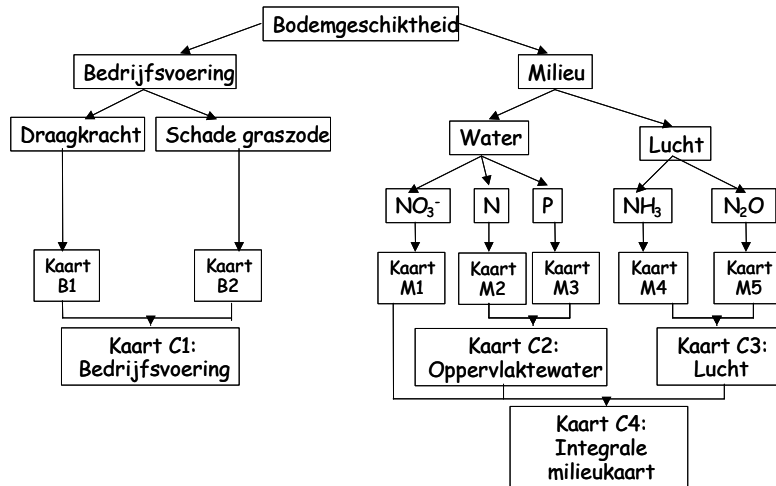 Bodemgeschiktheid
Bedrijfsvoering
Milieu
Draagkracht
Schade graszode
Water
Lucht
NO₃⁻
N
P
NH₃
N₂O
Kaart
B1
Kaart
B2
Kaart
M1
Kaart
M2
Kaart
M3
Kaart
M4
Kaart
M5
Kaart C1:
Bedrijfsvoering
Kaart C2:
Oppervlaktewater
Kaart C3:
Lucht
Kaart C4:
Integrale
milieukaart